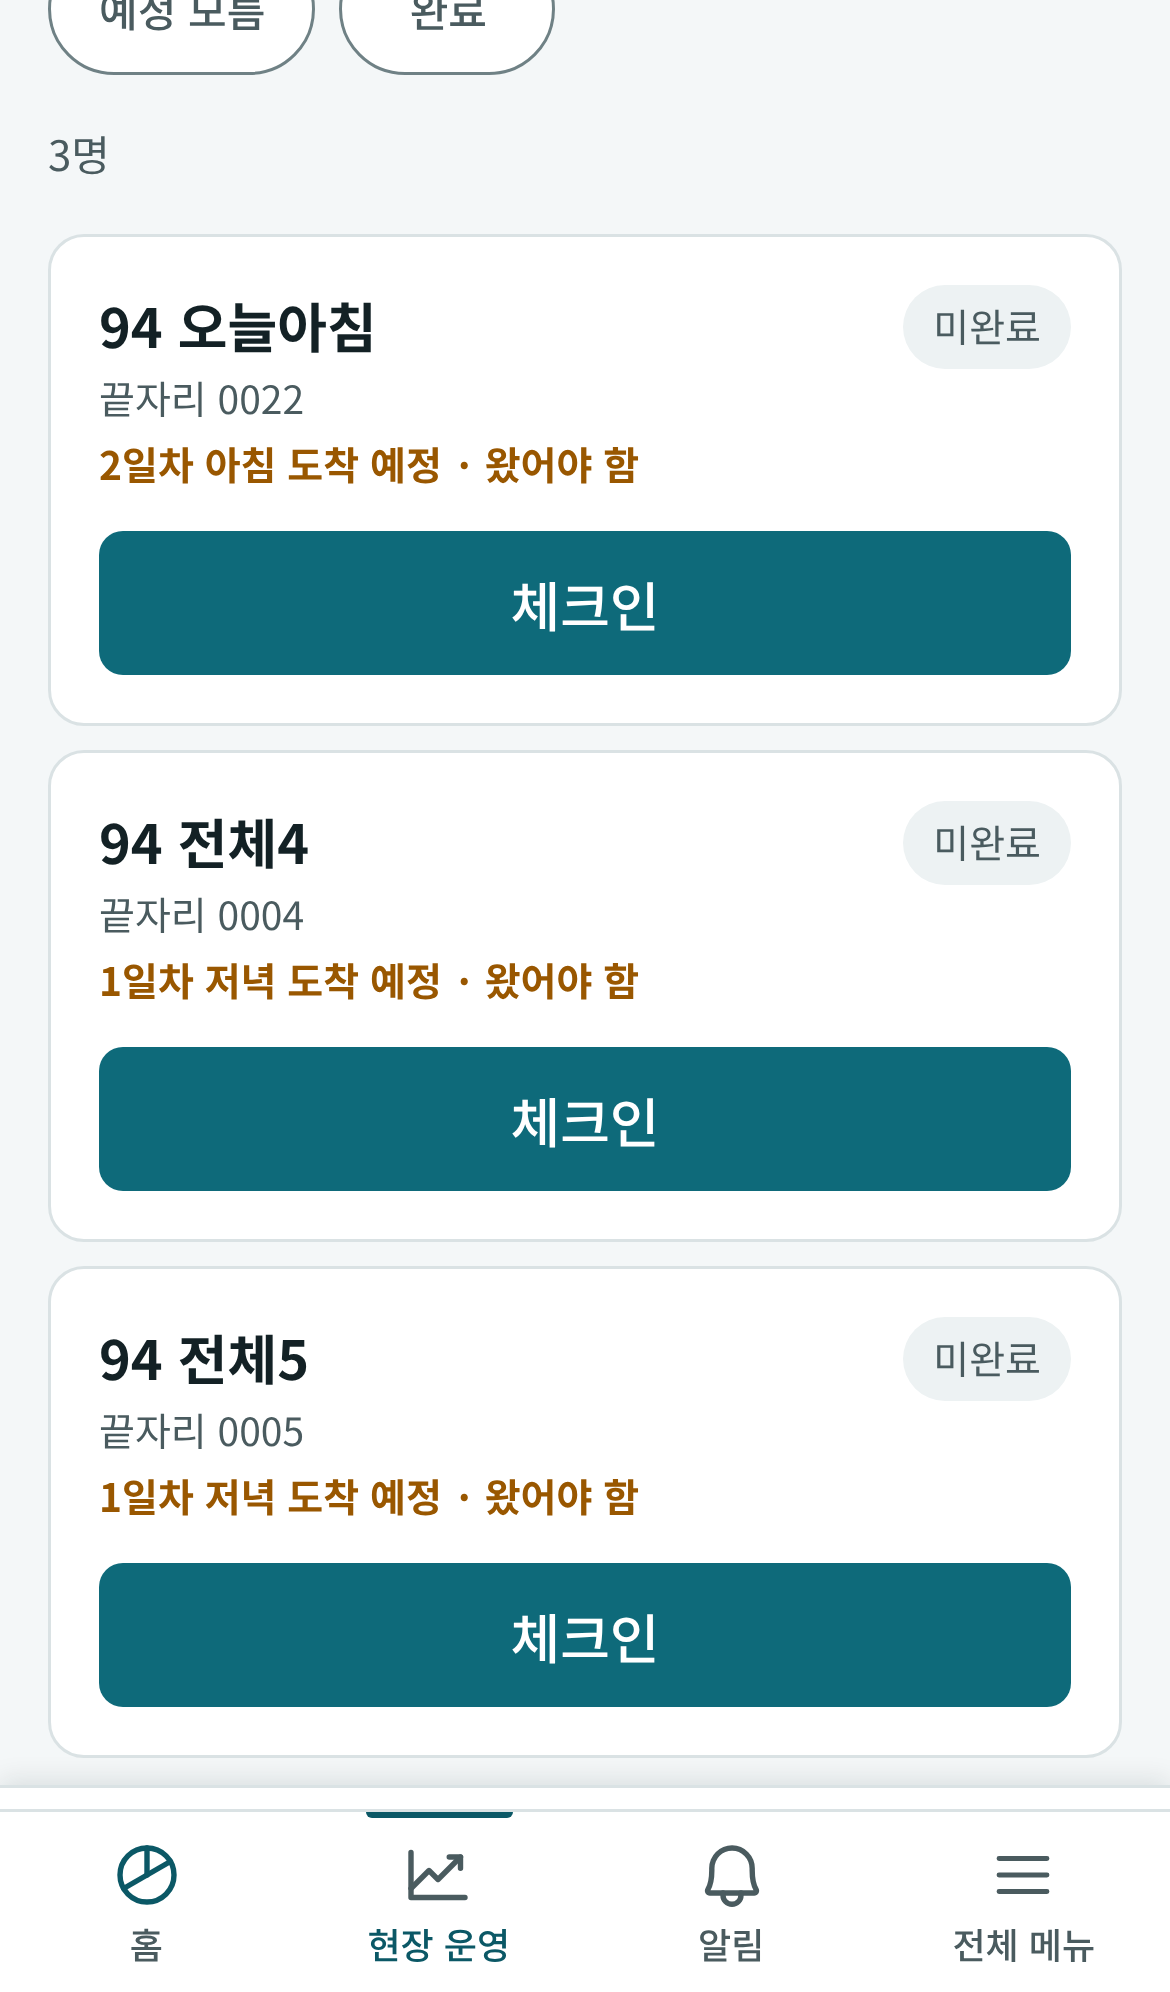 예정 모름
완료
3명
94 오늘아침
미완료
끝자리 0022
2일차 아침 도착 예정 · 왔어야 함
체크인
94 전체4
미완료
끝자리 0004
1일차 저녁 도착 예정 · 왔어야 함
체크인
94 전체5
미완료
끝자리 0005
1일차 저녁 도착 예정 · 왔어야 함
체크인
홈
현장 운영
알림
전체 메뉴